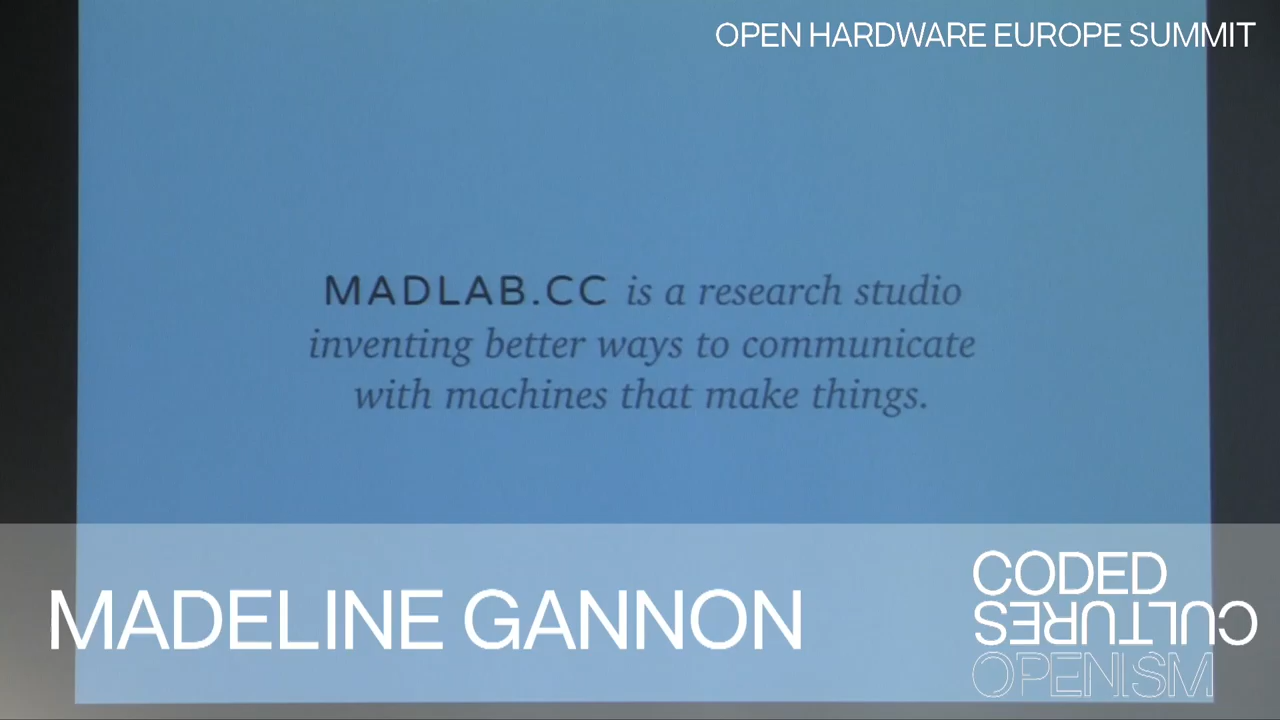 OPEN HARDWARE EUROPE SUMMIT
MADLAB.CC is a research studio
inventing better ways to communicate
with machines that make things.
MADELINE GANNON
CODED
CULTURES
OPENISM